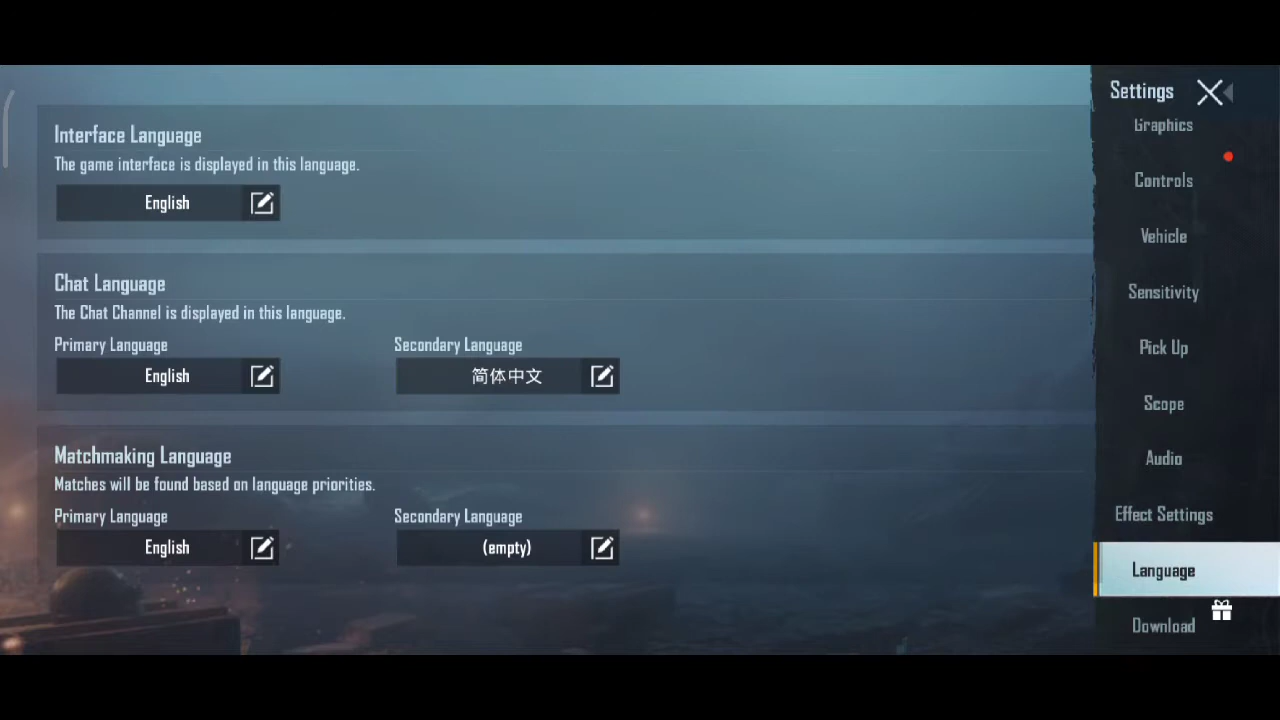 Settings
Interface Language
The game interface is displayed in this language.
English
Chat Language
The Chat Channel is displayed in this language.
Primary Language Secondary Language
English 简体中文
Matchmaking Language
Matches will be found based on language priorities.
Primary Language Secondary Language
English (empty)
Graphics
Controls
Vehicle
Sensitivity
Pick Up
Scope
Audio
Effect Settings
Language
Download